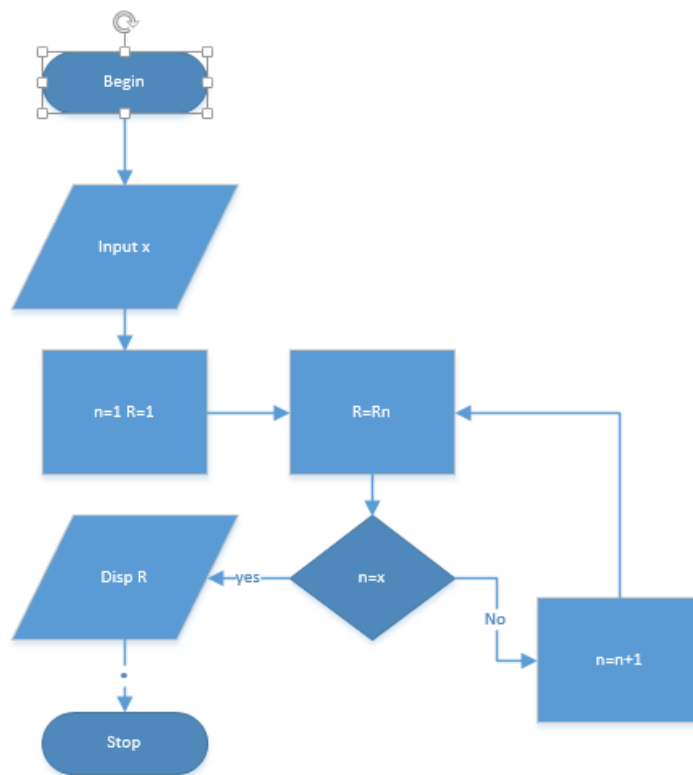 Begin
Input x
n=1 R=1
R=Rn
n=x
yes
Disp R
No
n=n+1
Stop